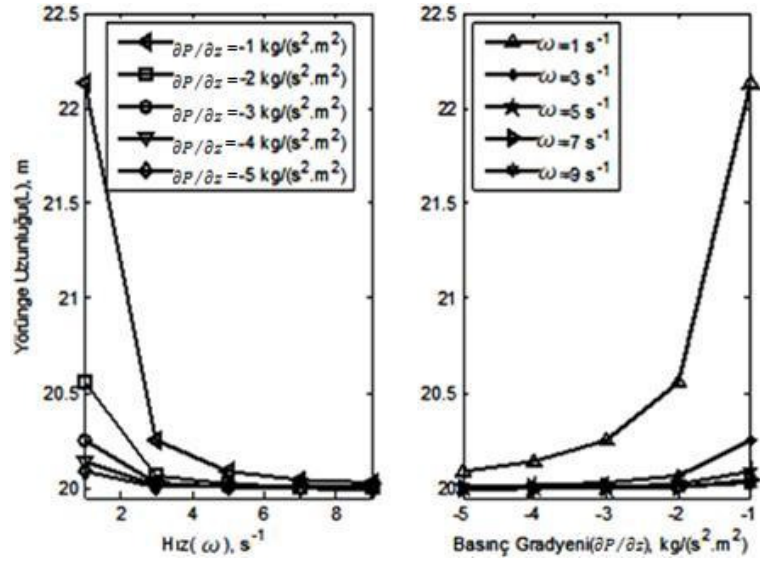 22.5
22
21.5
21
20.5
20
Yörünge Uzunluğu(L), m
∂P/∂z =-1 kg/(s².m²)
∂P/∂z =-2 kg/(s².m²)
∂P/∂z =-3 kg/(s².m²)
∂P/∂z =-4 kg/(s².m²)
∂P/∂z =-5 kg/(s².m²)
2 4 6 8
Hız( ω), s⁻¹
22.5
22
21.5
21
20.5
20
ω=1 s⁻¹
ω=3 s⁻¹
ω=5 s⁻¹
ω=7 s⁻¹
ω=9 s⁻¹
-5 -4 -3 -2 -1
Basınç Gradyeni(∂P/∂z), kg/(s².m²)